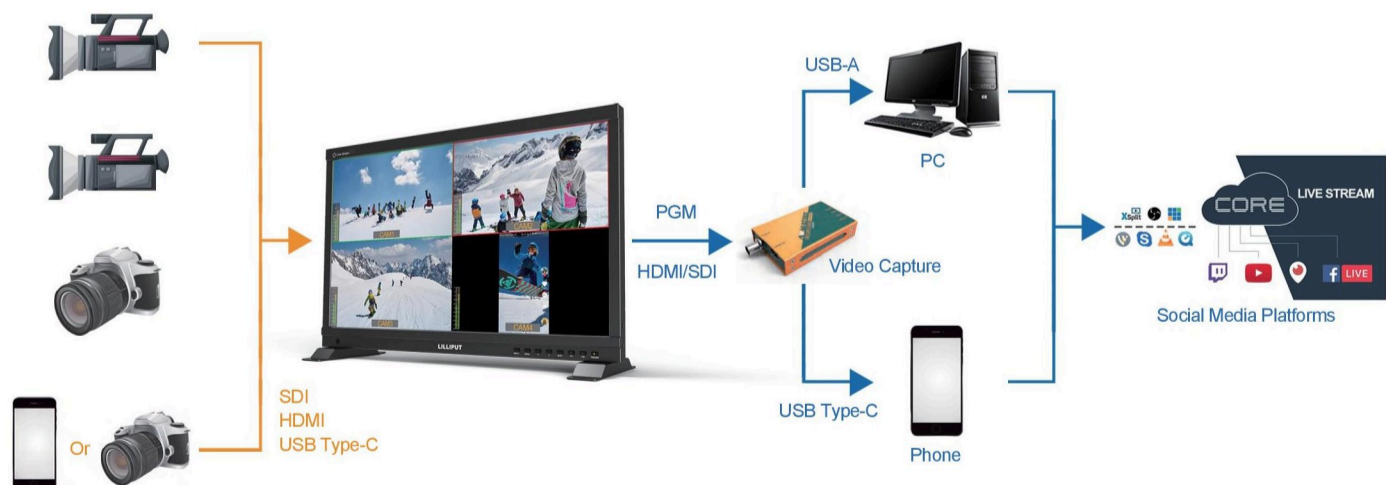 SDI
HDMI
USB Type-C
Or
CAM1
CAM2
CAM3
CAM4
LILLIPUT
PGM
HDMI/SDI
Video Capture
USB-A
PC
USB Type-C
Phone
XSplit
CORE
LIVE STREAM
LIVE
Social Media Platforms